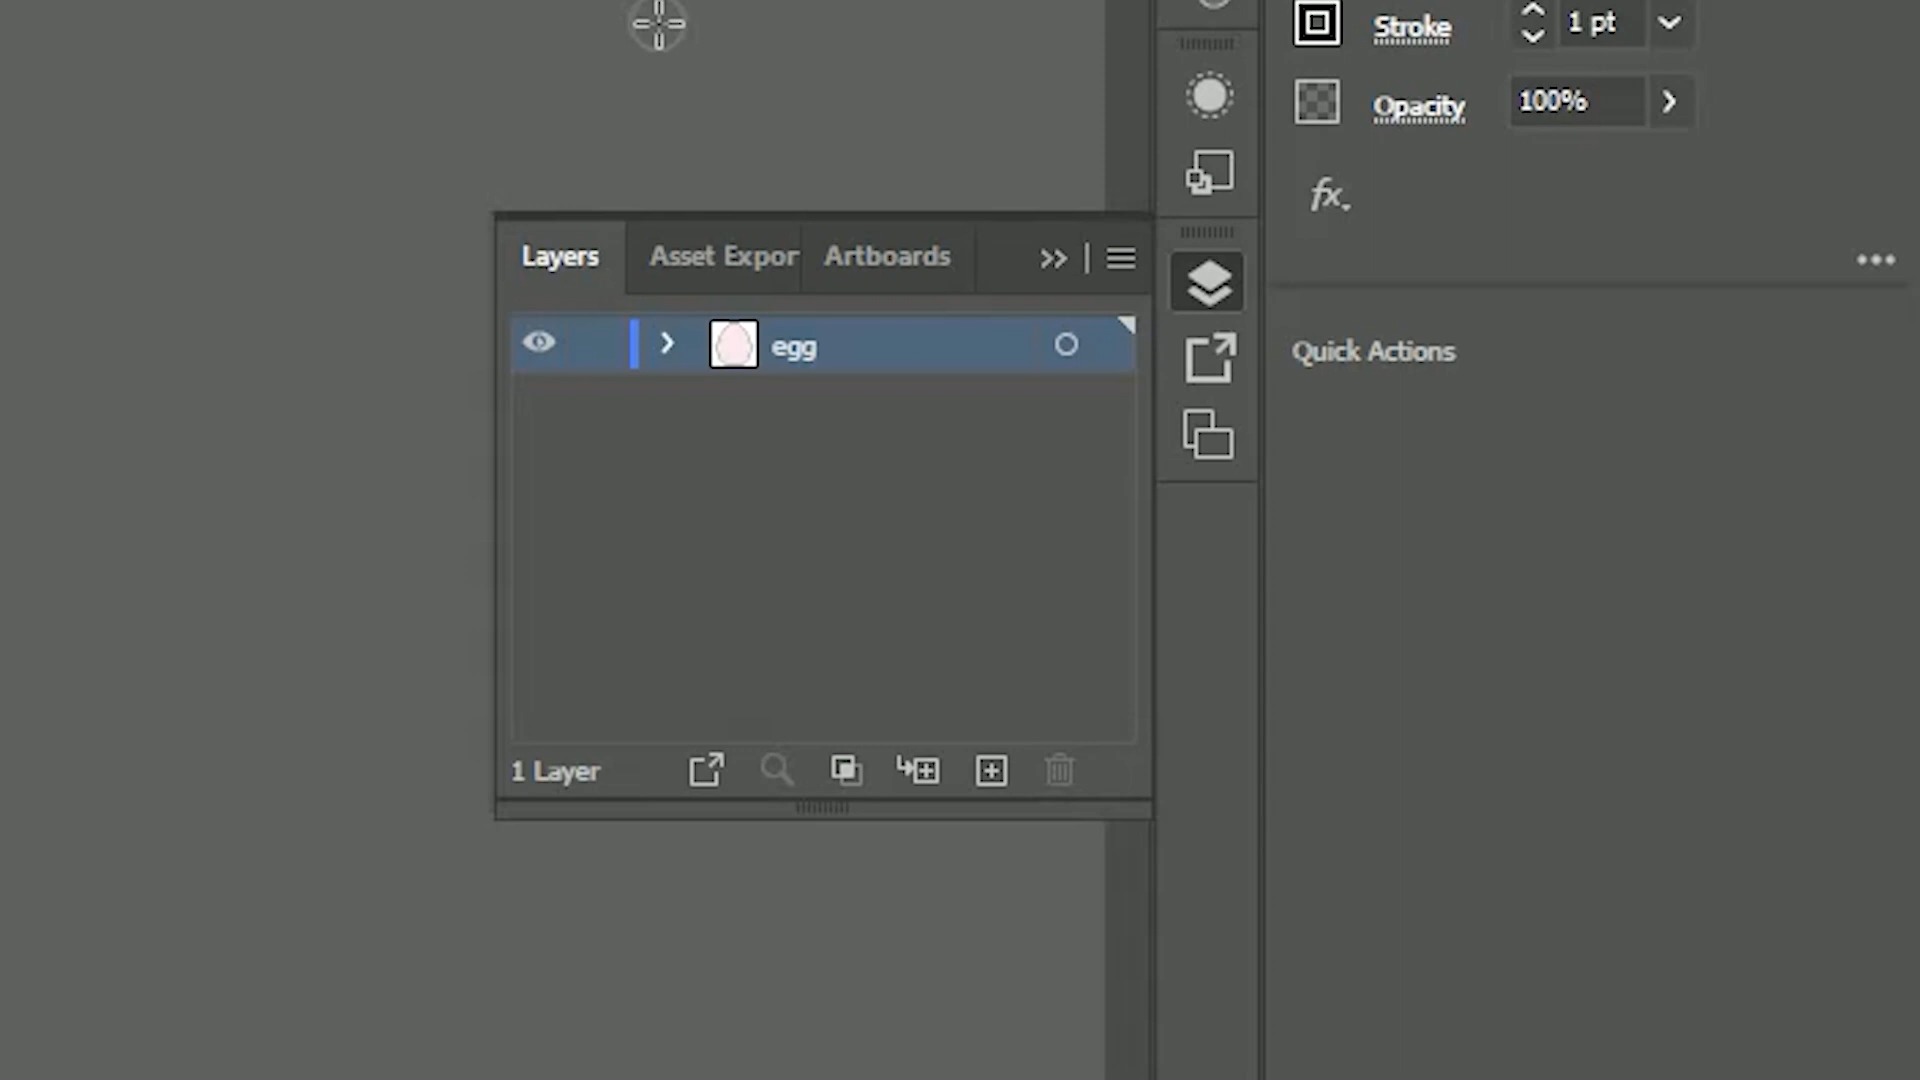 Stroke 1 pt
Opacity 100%
fx.
Layers Asset Expor Artboards
egg
Quick Actions
1 Layer